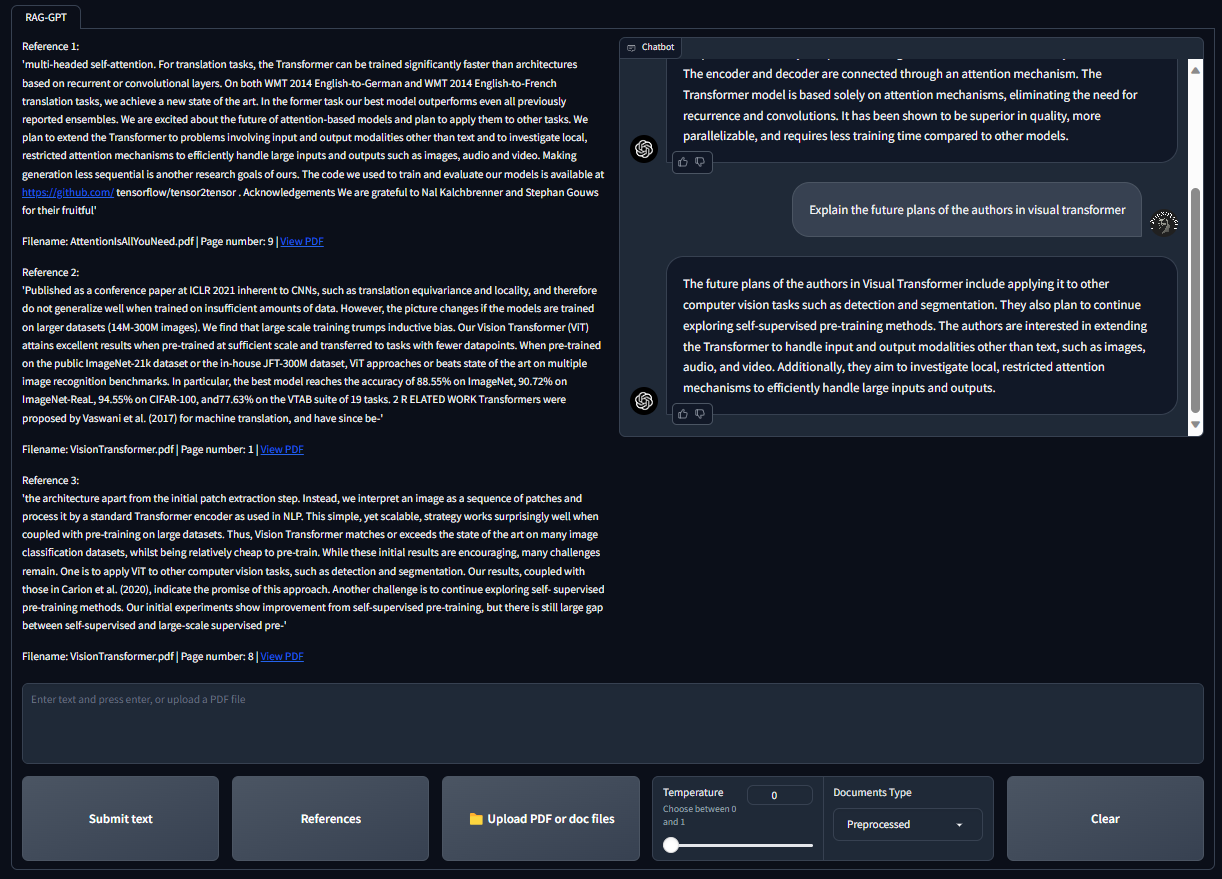 RAG-GPT
Reference 1:
'multi-headed self-attention. For translation tasks, the Transformer can be trained significantly faster than architectures
based on recurrent or convolutional layers. On both WMT 2014 English-to-German and WMT 2014 English-to-French
translation tasks, we achieve a new state of the art. In the former task our best model outperforms even all previously
reported ensembles. We are excited about the future of attention-based models and plan to apply them to other tasks. We
plan to extend the Transformer to problems involving input and output modalities other than text and to investigate local,
restricted attention mechanisms to efficiently handle large inputs and outputs such as images, audio and video. Making
generation less sequential is another research goals of ours. The code we used to train and evaluate our models is available at
https://github.com/ tensorflow/tensor2tensor . Acknowledgements We are grateful to Nal Kalchbrenner and Stephan Gouws
for their fruitful'
Filename: AttentionIsAllYouNeed.pdf | Page number: 9 | View PDF
Reference 2:
'Published as a conference paper at ICLR 2021 inherent to CNNs, such as translation equivariance and locality, and therefore
do not generalize well when trained on insufficient amounts of data. However, the picture changes if the models are trained
on larger datasets (14M-300M images). We find that large scale training trumps inductive bias. Our Vision Transformer (ViT)
attains excellent results when pre-trained at sufficient scale and transferred to tasks with fewer datapoints. When pre-trained
on the public ImageNet-21k dataset or the in-house JFT-300M dataset, ViT approaches or beats state of the art on multiple
image recognition benchmarks. In particular, the best model reaches the accuracy of 88.55% on ImageNet, 90.72% on
ImageNet-ReaL, 94.55% on CIFAR-100, and77.63% on the VTAB suite of 19 tasks. 2 R ELATED WORK Transformers were
proposed by Vaswani et al. (2017) for machine translation, and have since be-'
Filename: VisionTransformer.pdf | Page number: 1 | View PDF
Reference 3:
'the architecture apart from the initial patch extraction step. Instead, we interpret an image as a sequence of patches and
process it by a standard Transformer encoder as used in NLP. This simple, yet scalable, strategy works surprisingly well when
coupled with pre-training on large datasets. Thus, Vision Transformer matches or exceeds the state of the art on many image
classification datasets, whilst being relatively cheap to pre-train. While these initial results are encouraging, many challenges
remain. One is to apply ViT to other computer vision tasks, such as detection and segmentation. Our results, coupled with
those in Carion et al. (2020), indicate the promise of this approach. Another challenge is to continue exploring self- supervised
pre-training methods. Our initial experiments show improvement from self-supervised pre-training, but there is still large gap
between self-supervised and large-scale supervised pre-'
Filename: VisionTransformer.pdf | Page number: 8 | View PDF
Chatbot
The encoder and decoder are connected through an attention mechanism. The
Transformer model is based solely on attention mechanisms, eliminating the need for
recurrence and convolutions. It has been shown to be superior in quality, more
parallelizable, and requires less training time compared to other models.
Explain the future plans of the authors in visual transformer
The future plans of the authors in Visual Transformer include applying it to other
computer vision tasks such as detection and segmentation. They also plan to continue
exploring self-supervised pre-training methods. The authors are interested in extending
the Transformer to handle input and output modalities other than text, such as images,
audio, and video. Additionally, they aim to investigate local, restricted attention
mechanisms to efficiently handle large inputs and outputs.
Enter text and press enter, or upload a PDF file
Submit text
References
Upload PDF or doc files
Temperature
0
Choose between 0
and 1
Documents Type
Preprocessed
Clear